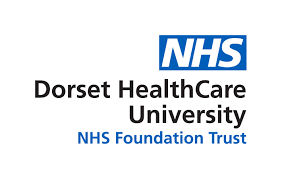 NHS
Dorset HealthCare
University
NHS Foundation Trust